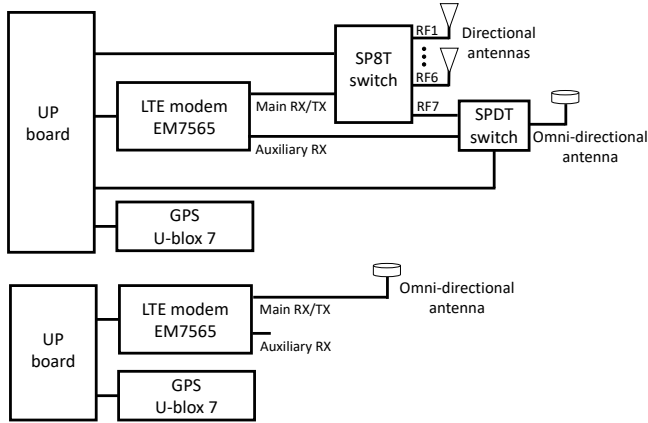 RF1
Directional
antennas
SP8T
switch
RF6
UP
board
LTE modem
EM7565
Main RX/TX
RF7
SPDT
switch
Omni-directional
antenna
Auxiliary RX
GPS
U-blox 7
Omni-directional
antenna
LTE modem
EM7565
Main RX/TX
UP
board
Auxiliary RX
GPS
U-blox 7